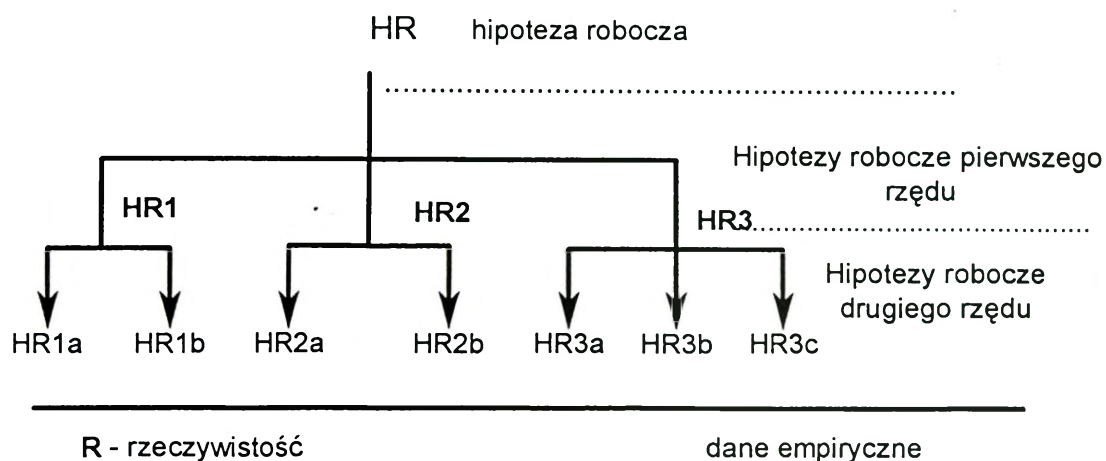 HR hipoteza robocza
Hipotezy robocze pierwszego
rzędu
HR1 HR2 HR3
Hipotezy robocze
drugiego rzędu
HR1a HR1b HR2a HR2b HR3a HR3b HR3c
R - rzeczywistość dane empiryczne